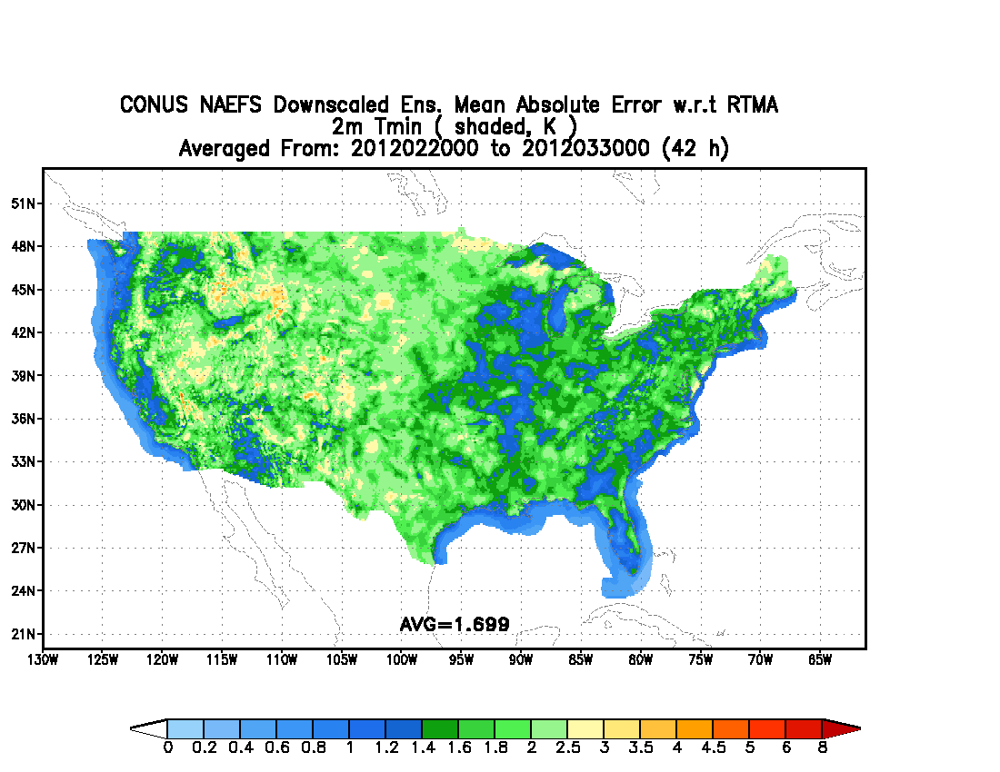 CONUS NAEFS Downscaled Ens. Mean Absolute Error w.r.t RTMA
2m Tmin ( shaded, K )
Averaged From: 2012022000 to 2012033000 (42 h)
51N
48N
45N
42N
39N
36N
33N
30N
27N
24N
21N
AVG=1.699
130W 125W 120W 115W 110W 105W 100W 95W 90W 85W 80W 75W 70W 65W
0 0.2 0.4 0.6 0.8 1 1.2 1.4 1.6 1.8 2 2.5 3 3.5 4 4.5 5 6 8